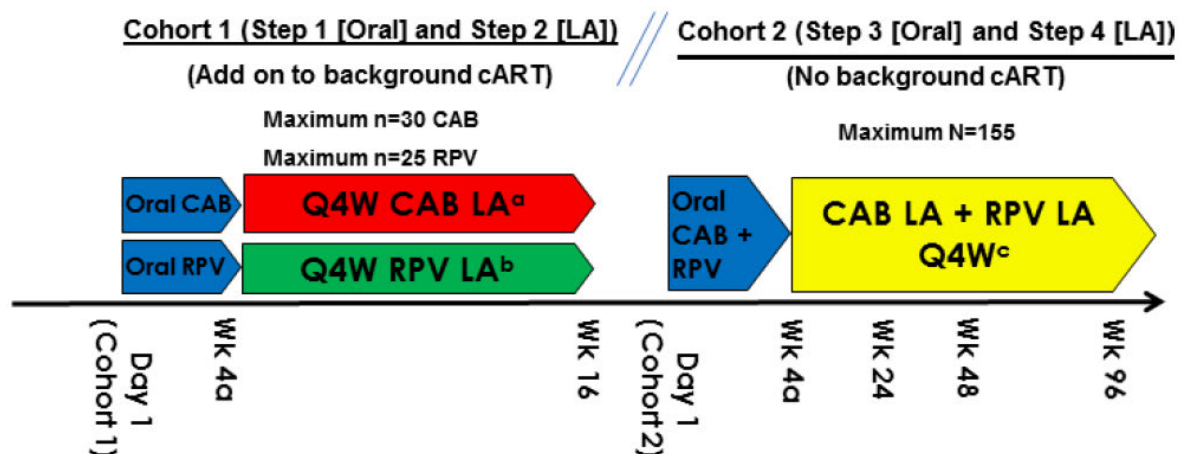 Cohort 1 (Step 1 [Oral] and Step 2 [LA])
(Add on to background cART)
Maximum n=30 CAB
Maximum n=25 RPV
Oral CAB
Q4W CAB LAᵃ
Oral RPV
Q4W RPV LAᵇ
Day 1
(Cohort 1)
Wk 4a
Wk 16
Cohort 2 (Step 3 [Oral] and Step 4 [LA])
(No background cART)
Maximum N=155
Oral
CAB +
RPV
CAB LA + RPV LA
Q4Wᶜ
Day 1
(Cohort 2)
Wk 4a
Wk 24
Wk 48
Wk 96